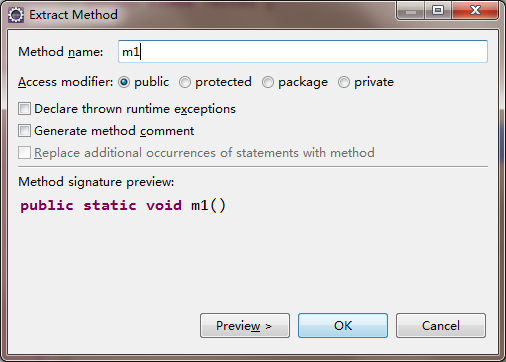 Extract Method
Method name: m1
Access modifier: public protected package private
Declare thrown runtime exceptions
Generate method comment
Replace additional occurrences of statements with method
Method signature preview:
public static void m1()
Preview > OK Cancel